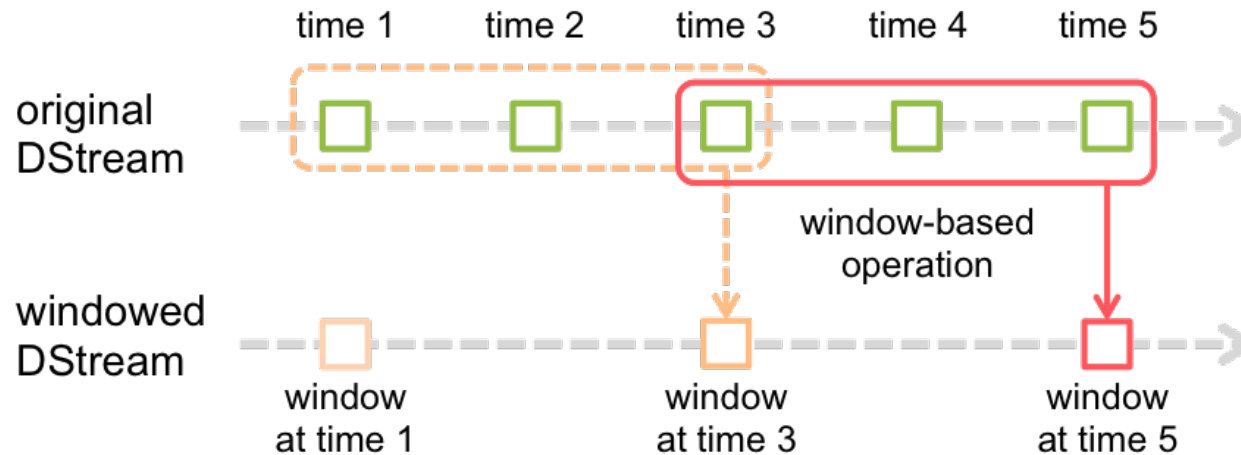 time 1
time 2
time 3
time 4
time 5
original
DStream
window-based
operation
windowed
DStream
window
at time 1
window
at time 3
window
at time 5